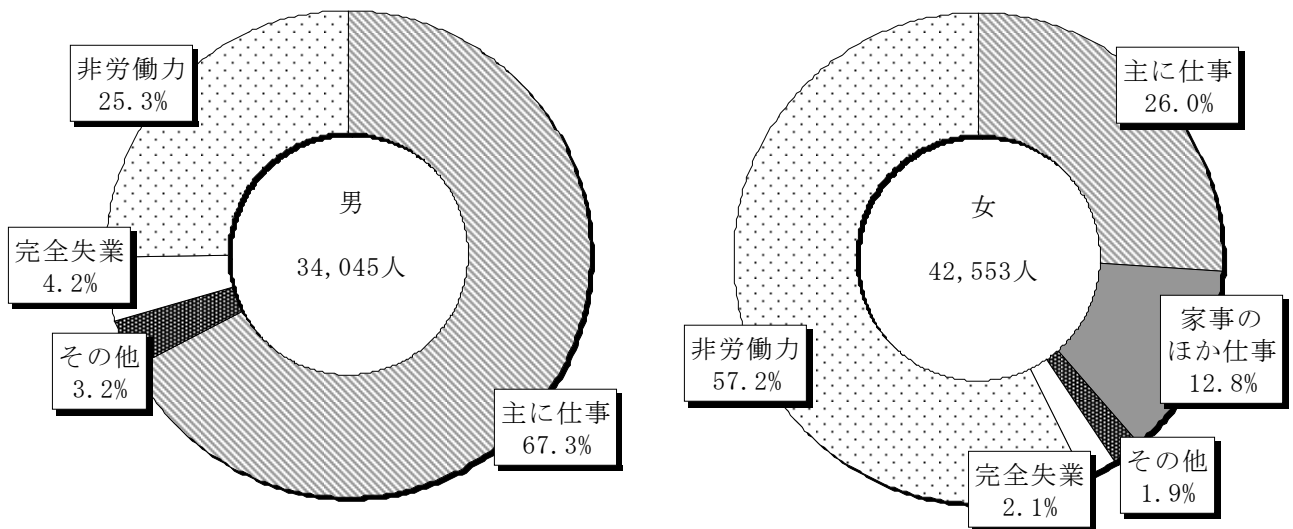 男
34,045人
主に仕事
67.3%
その他
3.2%
完全失業
4.2%
非労働力
25.3%
女
42,553人
主に仕事
26.0%
家事の
ほか仕事
12.8%
その他
1.9%
完全失業
2.1%
非労働力
57.2%